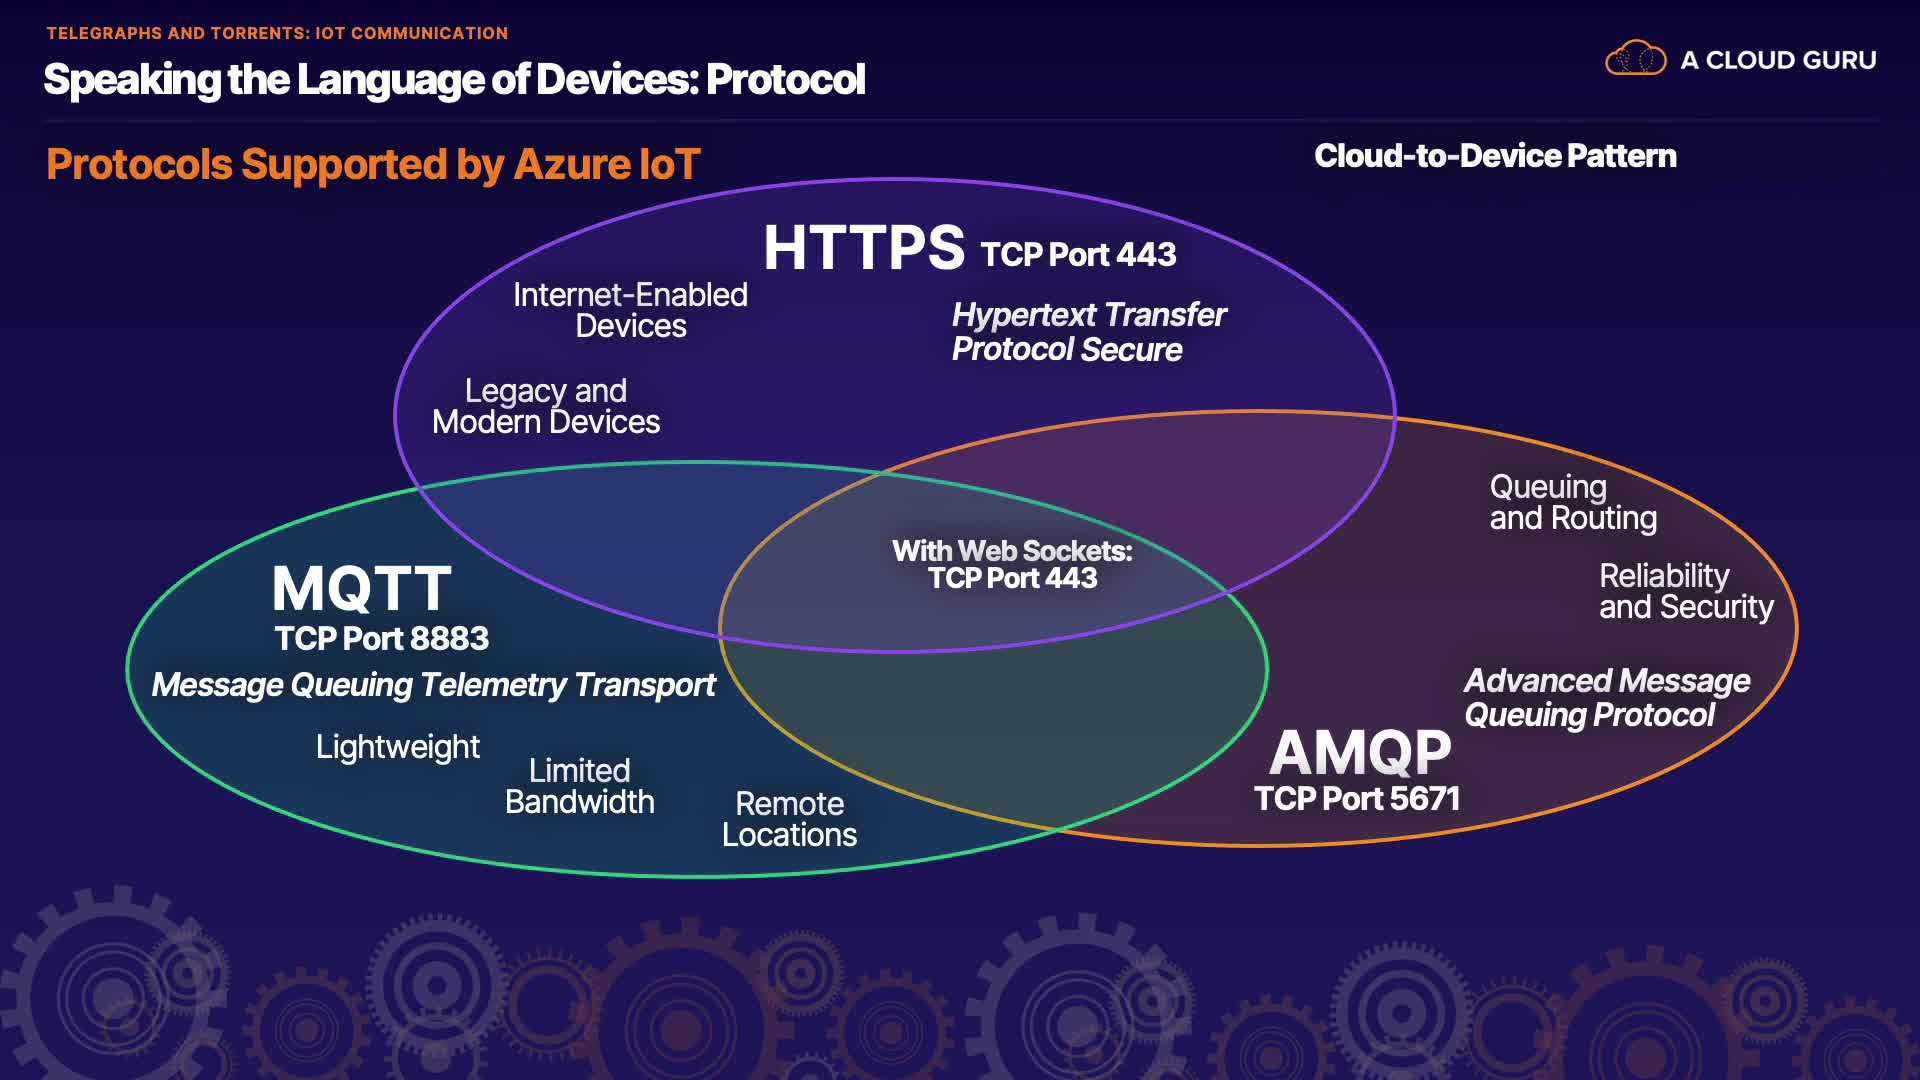 TELEGRAPHS AND TORRENTS: IOT COMMUNICATION
Speaking the Language of Devices: Protocol
A CLOUD GURU
Protocols Supported by Azure IoT
Cloud-to-Device Pattern
HTTPS TCP Port 443
Internet-Enabled
Devices
Hypertext Transfer
Protocol Secure
Legacy and
Modern Devices
Queuing
and Routing
With Web Sockets:
TCP Port 443
Reliability
and Security
MQTT
TCP Port 8883
Message Queuing Telemetry Transport
Lightweight
Limited
Bandwidth
Remote
Locations
Advanced Message
Queuing Protocol
AMQP
TCP Port 5671